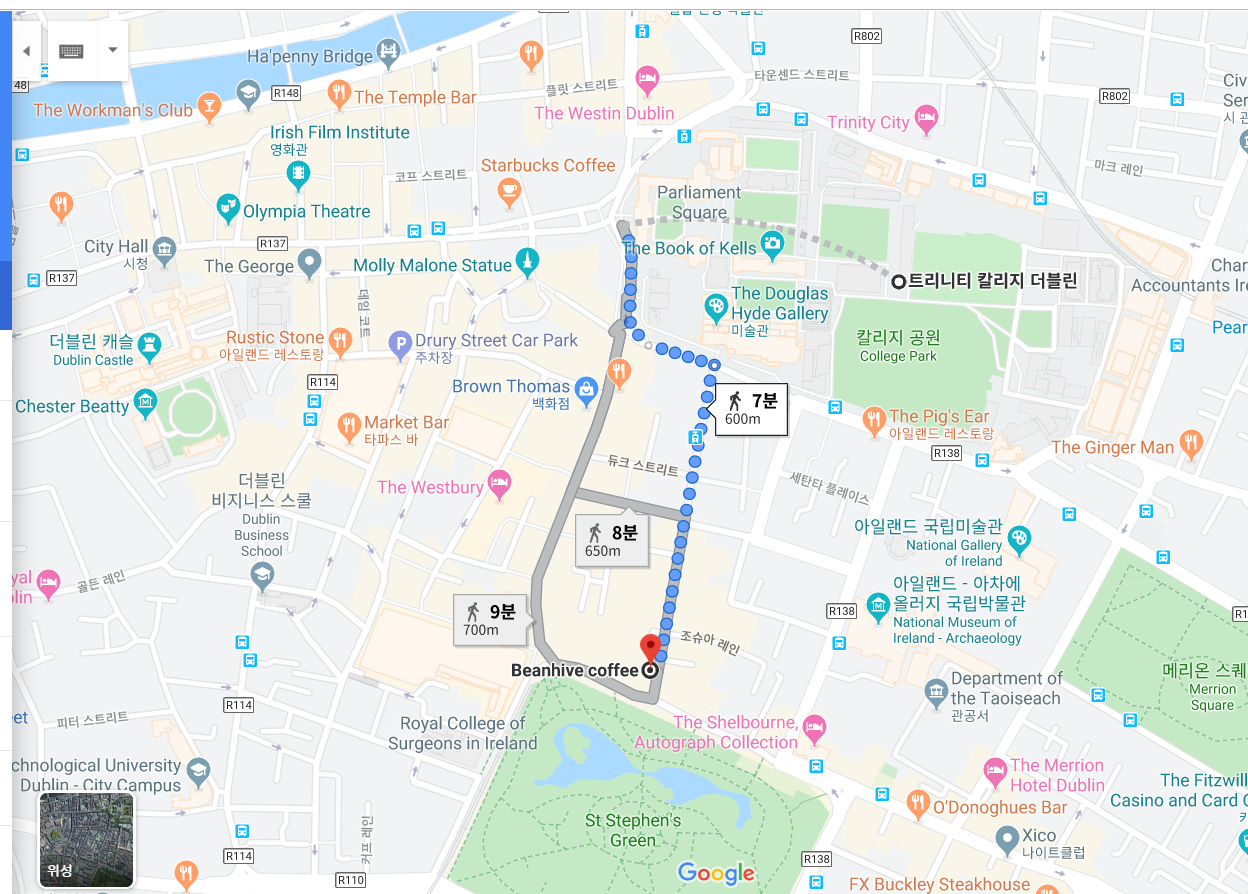 R802
Ha'penny Bridge
타운센드 스트리트
48
R148
플릿 스트리트
R802
The Workman's Club
The Temple Bar
The Westin Dublin
Trinity City
Irish Film Institute
영화관
Starbucks Coffee
마크 레인
코프 스트리트
Parliament
Square
Olympia Theatre
City Hall
시청
R137
The Book of Kells
R137
The George
Molly Malone Statue
트리니티 칼리지 더블린
Accountants Ire
The Douglas
Hyde Gallery
미술관
더블린 캐슬
Dublin Castle
Rustic Stone
아일랜드 레스토랑
Drury Street Car Park
주차장
칼리지 공원
College Park
Pear
R114
Brown Thomas
백화점
7분
600m
Chester Beatty
Market Bar
타파스 바
The Pig's Ear
아일랜드 레스토랑
The Ginger Man
R138
듀크 스트리트
더블린
비지니스 스쿨
Dublin
Business
School
The Westbury
세탄타 플레이스
8분
650m
아일랜드 국립미술관
National Gallery
of Ireland
yal
lin
골든 레인
아일랜드 - 아차에
올러지 국립박물관
National Museum of
Ireland - Archaeology
R138
R1
9분
700m
조슈아 레인
Beanhive coffee
메리온 스퀘
Merrion
Square
Department of
the Taoiseach
관공서
R114
et
피터 스트리트
Royal College of
Surgeons in Ireland
The Shelbourne,
Autograph Collection
chnological University
Dublin - City Campus
The Merrion
Hotel Dublin
The Fitzwill
Casino and Card C
O'Donoghues Bar
St Stephen's
Green
커프 레인
Xico
나이트클럽
위성
R114
R110
Google
R138
FX Buckley Steakhouse